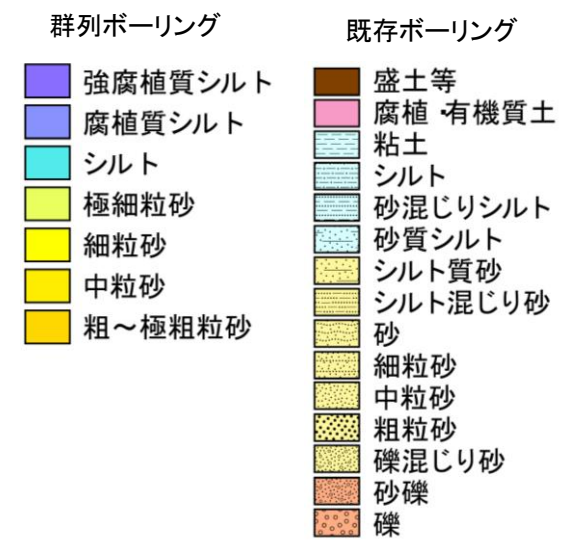 群列ボーリング
強腐植質シルト
腐植質シルト
シルト
極細粒砂
細粒砂
中粒砂
粗～極粗粒砂
既存ボーリング
盛土等
腐植・有機質土
粘土
シルト
砂混じりシルト
砂質シルト
シルト質砂
シルト混じり砂
砂
細粒砂
中粒砂
粗粒砂
礫混じり砂
砂礫
礫